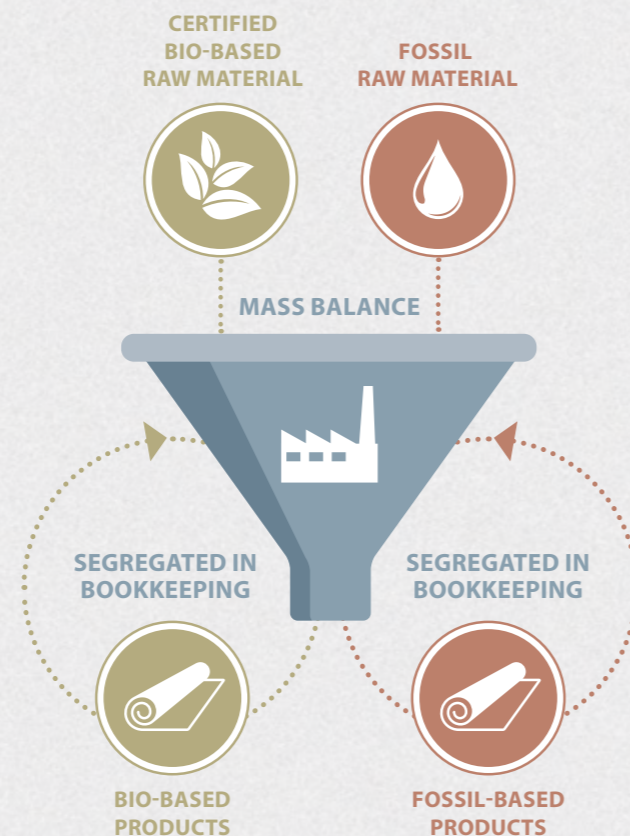 CERTIFIED
BIO-BASED
RAW MATERIAL
FOSSIL
RAW MATERIAL
MASS BALANCE
SEGREGATED IN
BOOKKEEPING
SEGREGATED IN
BOOKKEEPING
BIO-BASED
PRODUCTS
FOSSIL-BASED
PRODUCTS